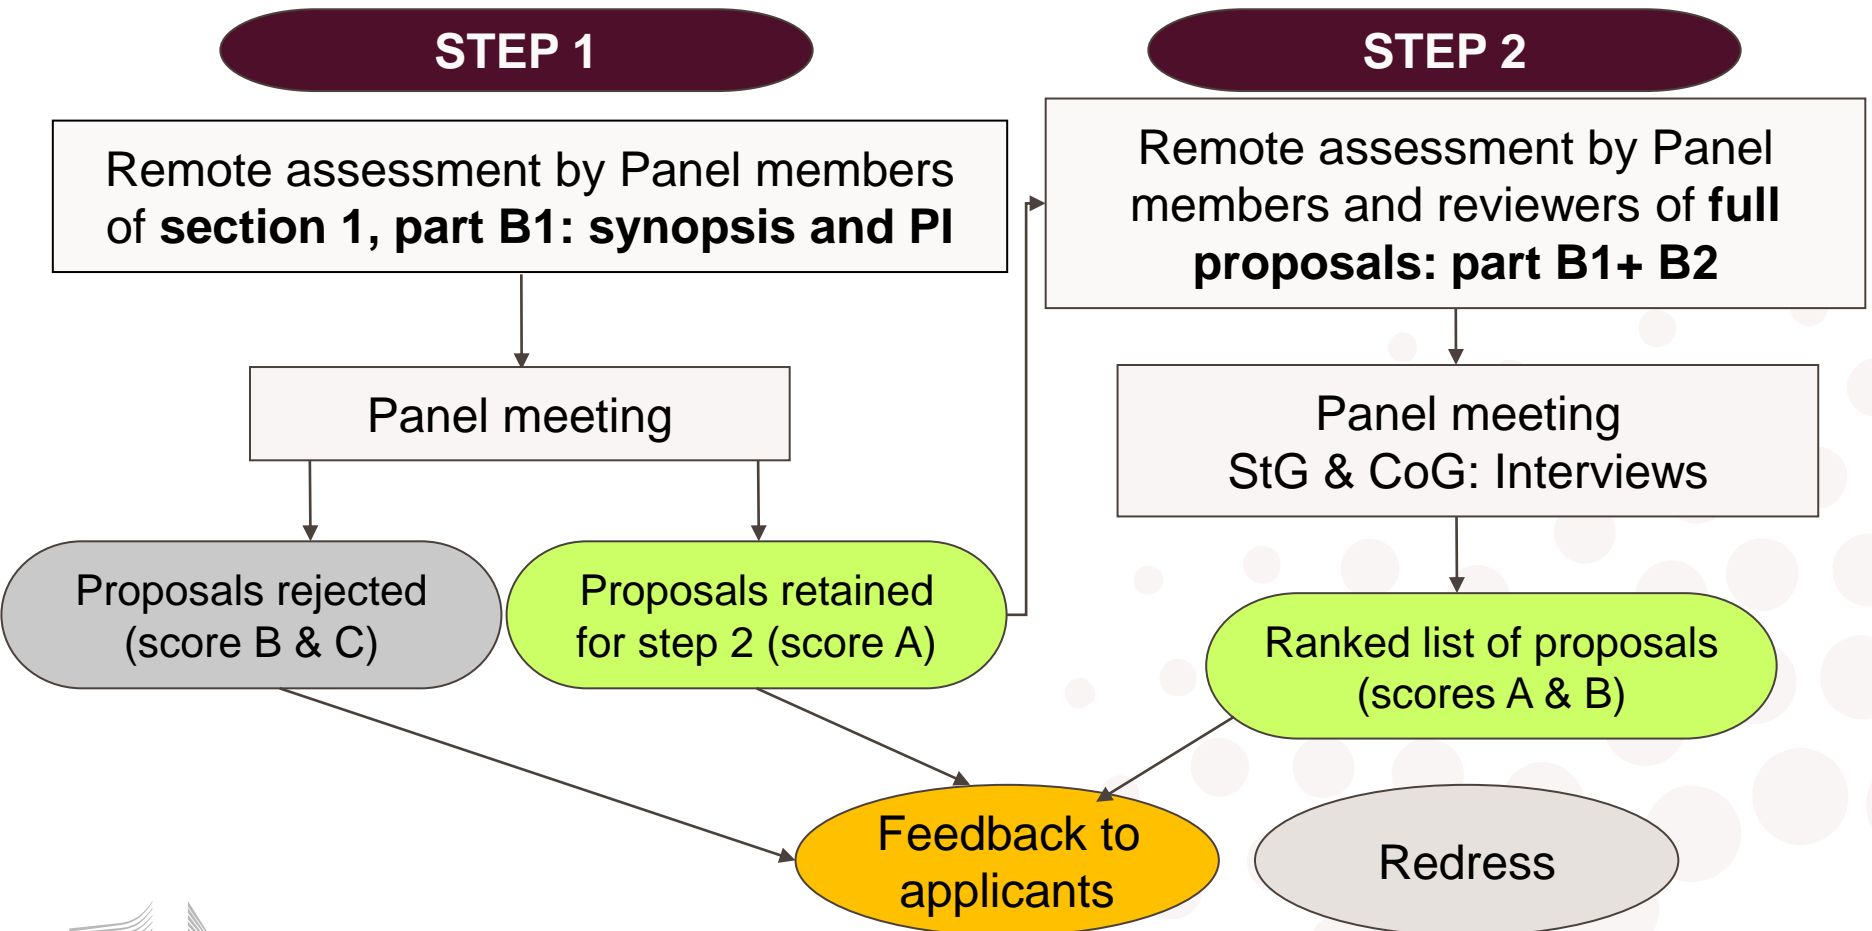 STEP 1
Remote assessment by Panel members
of section 1, part B1: synopsis and PI
Panel meeting
Proposals rejected
(score B & C)
Proposals retained
for step 2 (score A)
STEP 2
Remote assessment by Panel
members and reviewers of full
proposals: part B1+ B2
Panel meeting
StG & CoG: Interviews
Ranked list of proposals
(scores A & B)
Feedback to
applicants
Redress